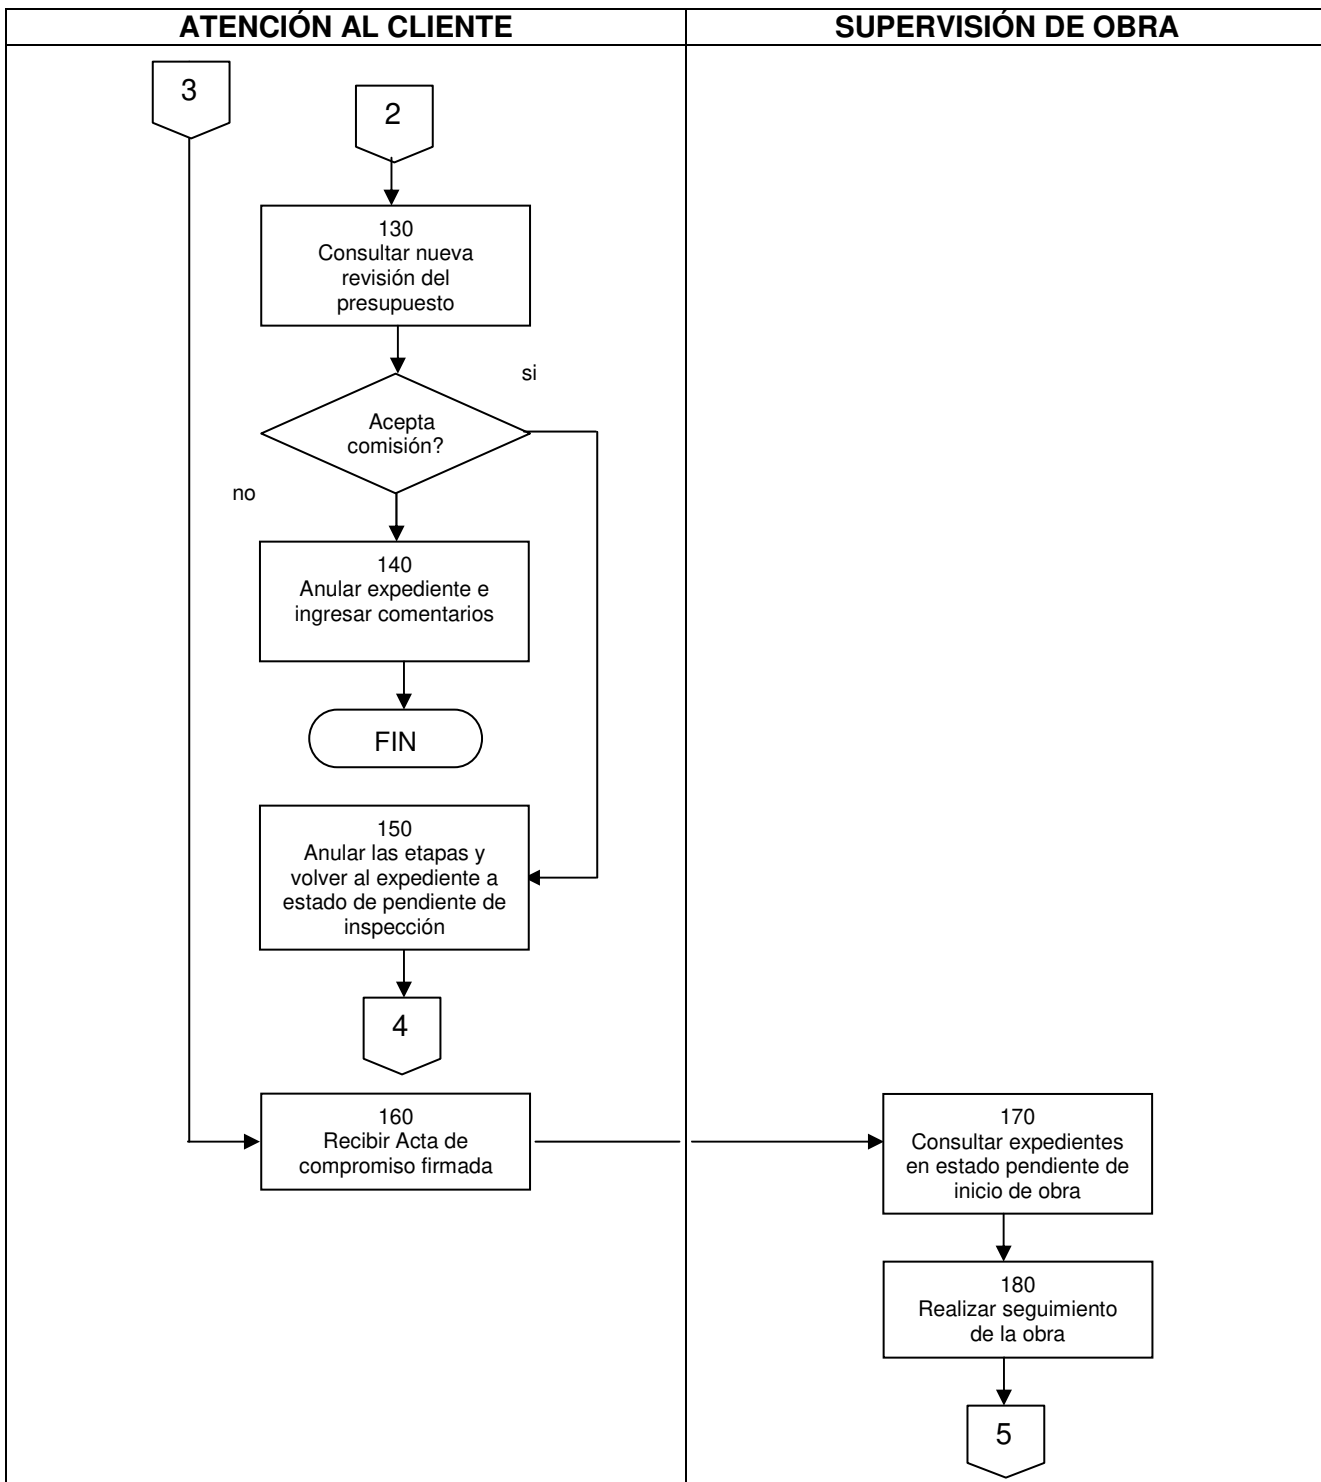 ATENCIÓN AL CLIENTE
SUPERVISIÓN DE OBRA
3
2
130
Consultar nueva
revisión del
presupuesto
si
Acepta
comisión?
no
140
Anular expediente e
ingresar comentarios
FIN
150
Anular las etapas y
volver al expediente a
estado de pendiente de
inspección
4
160
Recibir Acta de
compromiso firmada
170
Consultar expedientes
en estado pendiente de
inicio de obra
180
Realizar seguimiento
de la obra
5